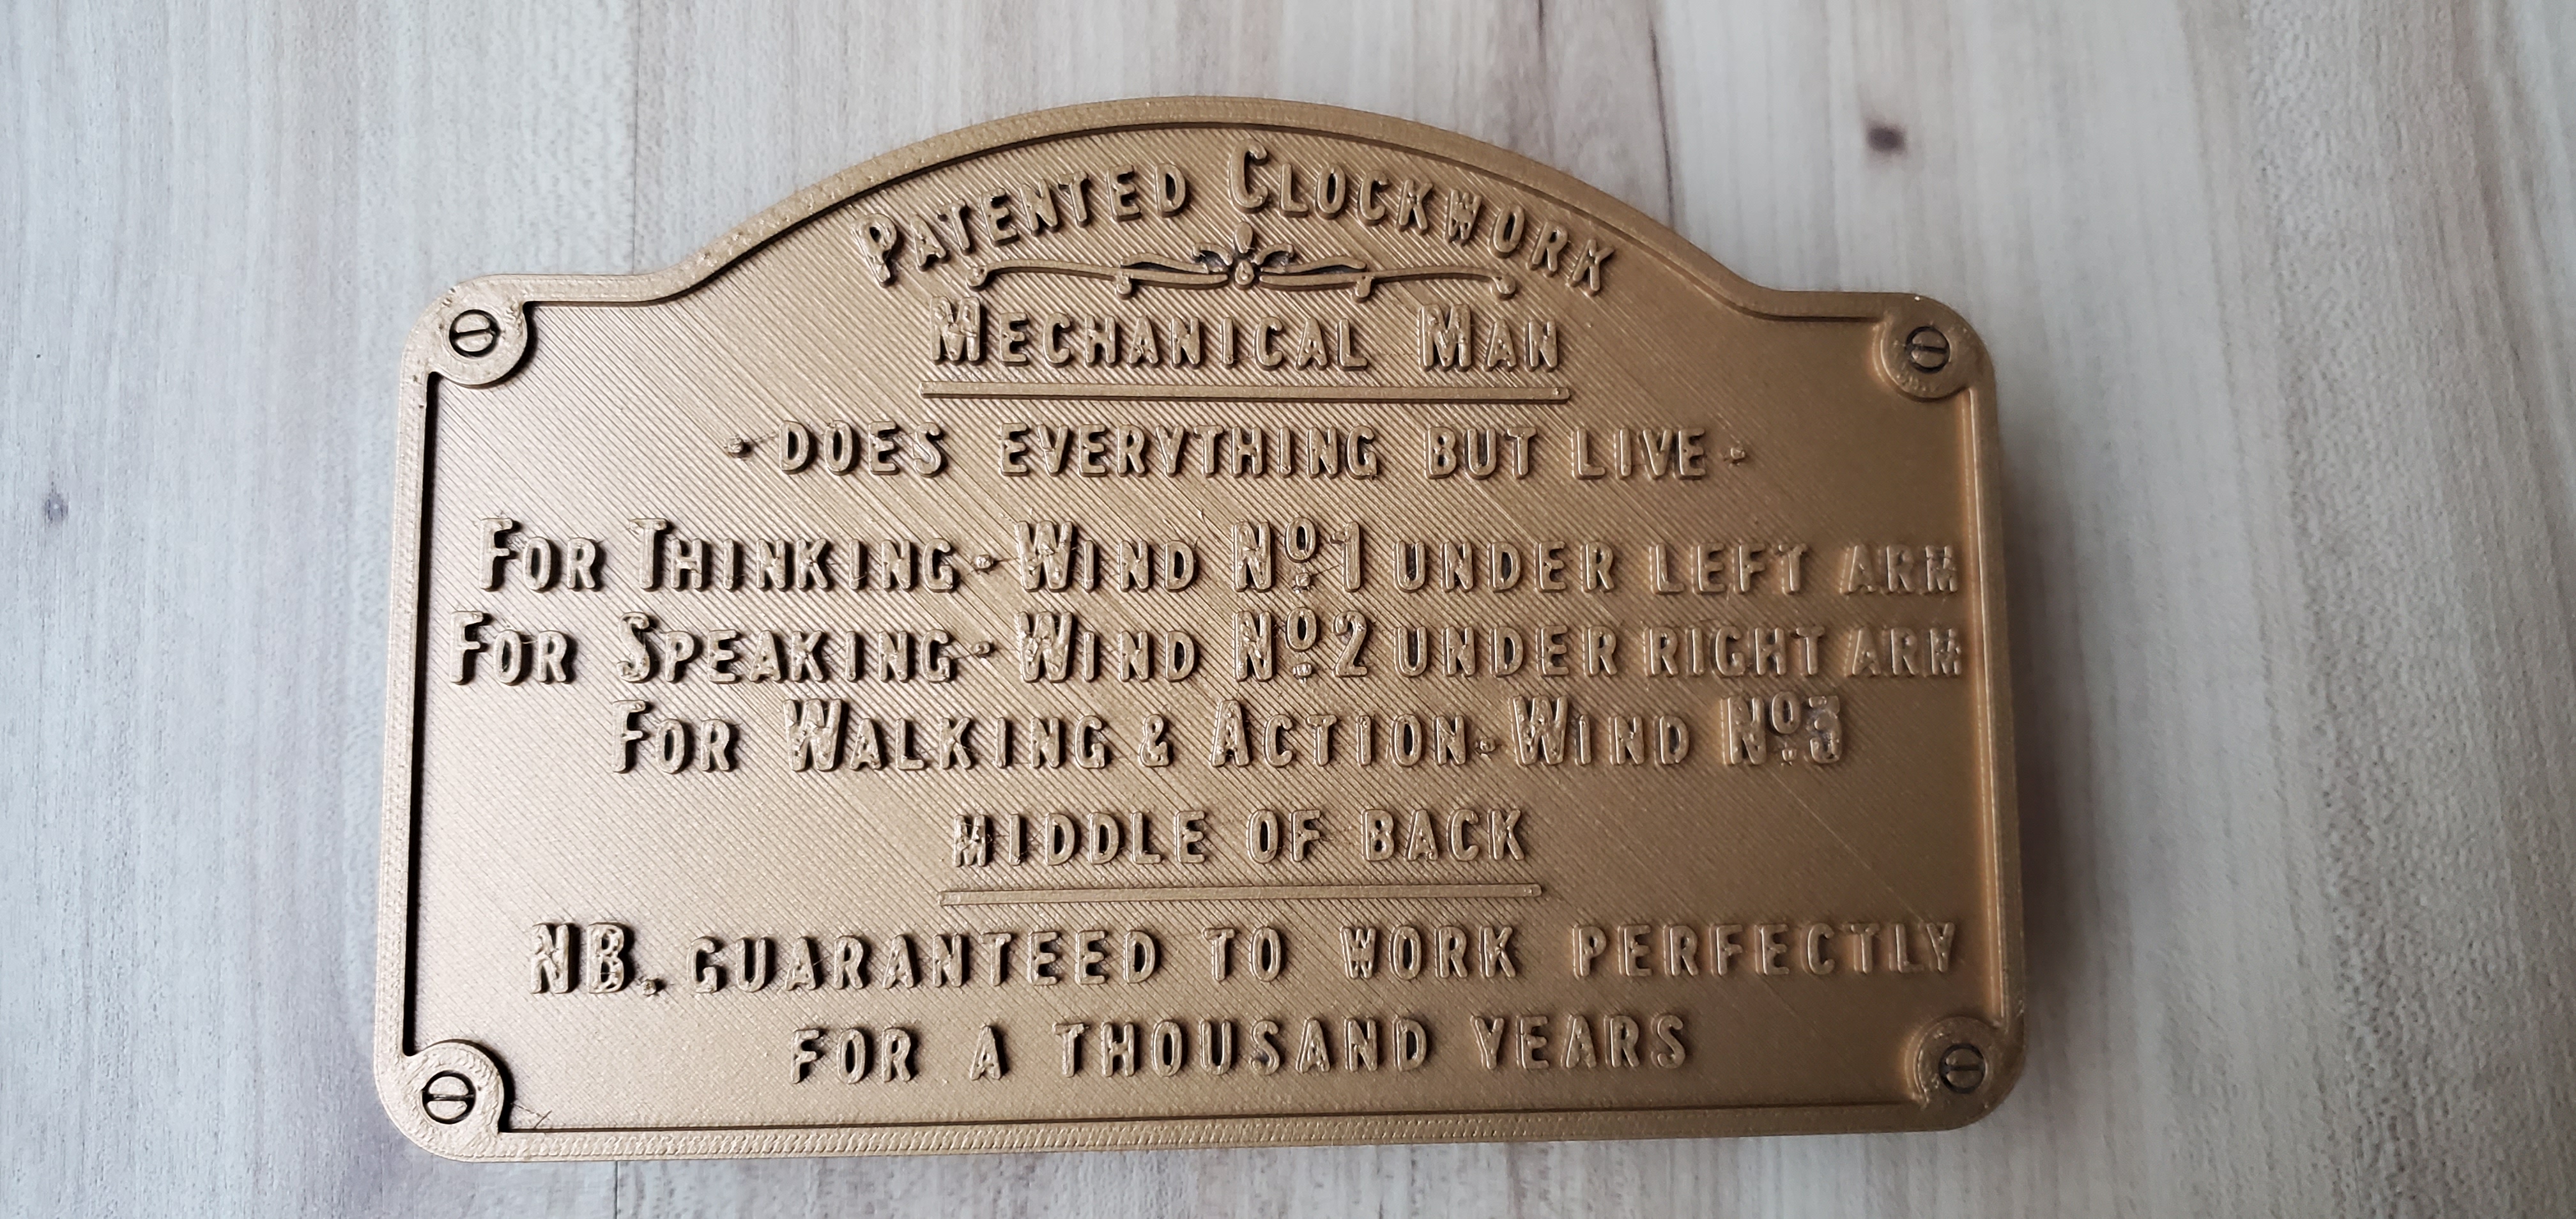 PATENTED CLOCKWORK
MECHANICAL MAN
- DOES EVERYTHING BUT LIVE -
FOR THINKING - WIND Nº 1 UNDER LEFT ARM
FOR SPEAKING - WIND Nº 2 UNDER RIGHT ARM
FOR WALKING & ACTION - WIND Nº 3
MIDDLE OF BACK
NB. GUARANTEED TO WORK PERFECTLY
FOR A THOUSAND YEARS